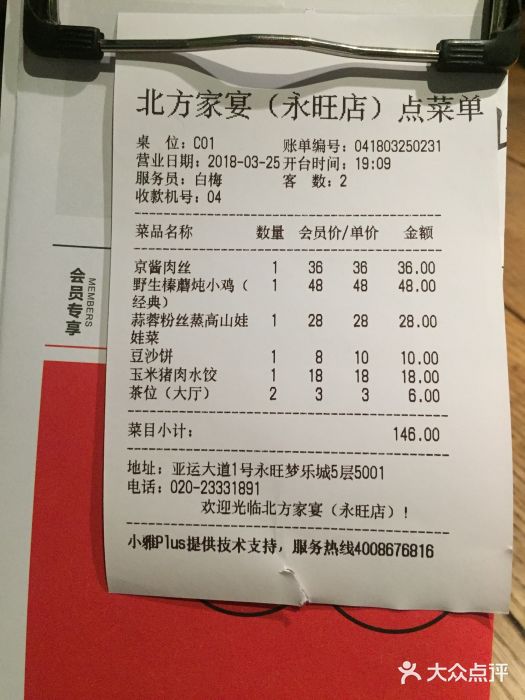 北方家宴（永旺店）点菜单
桌 位：C01 账单编号：041803250231
营业日期：2018-03-25 开台时间：19:09
服务员：白梅 客 数：2
收款机号：04
菜品名称 数量 会员价/单价 金额
京酱肉丝 1 36 36 36.00
野生榛蘑炖小鸡（ 1 48 48 48.00
经典）
蒜蓉粉丝蒸高山娃 1 28 28 28.00
娃菜
豆沙饼 1 8 10 10.00
玉米猪肉水饺 1 18 18 18.00
茶位（大厅） 2 3 3 6.00
菜目小计： 146.00
地址：亚运大道1号永旺梦乐城5层5001
电话：020-23331891
欢迎光临北方家宴（永旺店）！
小雅Plus提供技术支持，服务热线4008676816
MEMBERS
会员专享
大众点评